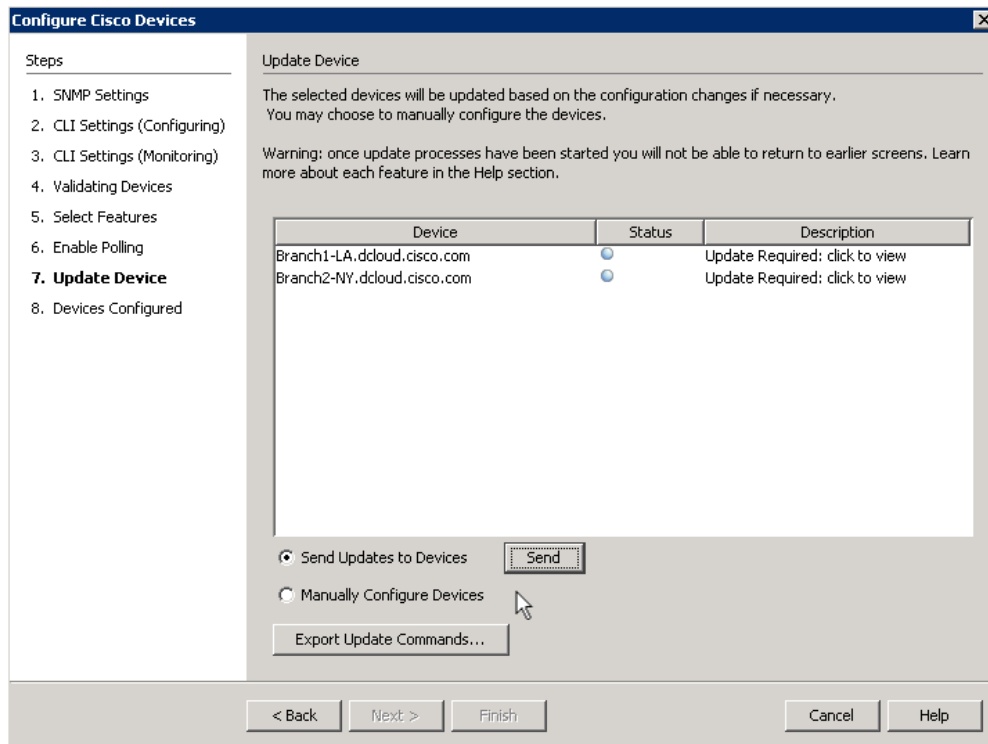 Configure Cisco Devices
Steps
1. SNMP Settings
2. CLI Settings (Configuring)
3. CLI Settings (Monitoring)
4. Validating Devices
5. Select Features
6. Enable Polling
7. Update Device
8. Devices Configured
Update Device
The selected devices will be updated based on the configuration changes if necessary.
You may choose to manually configure the devices.
Warning: once update processes have been started you will not be able to return to earlier screens. Learn
more about each feature in the Help section.
Device Status Description
Branch1-LA.dcloud.cisco.com Update Required: click to view
Branch2-NY.dcloud.cisco.com Update Required: click to view
Send Updates to Devices Send
Manually Configure Devices
Export Update Commands...
< Back Next > Finish Cancel Help